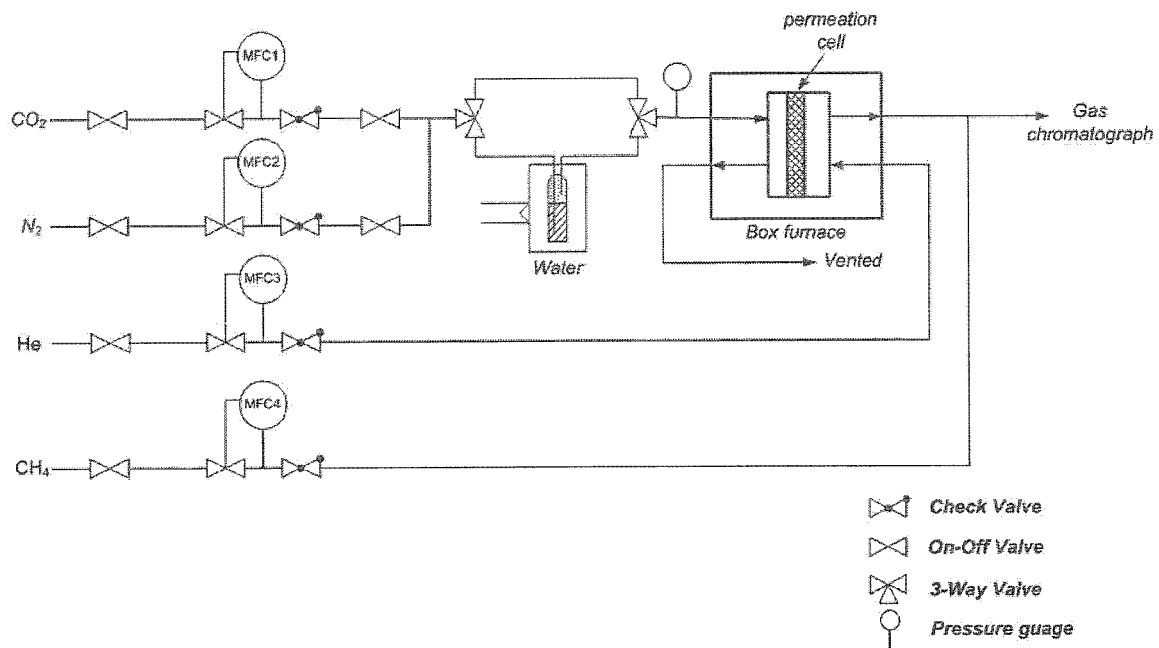 permeation
cell
MFC1
CO₂
Gas
chromatograph
MFC2
N₂
Box furnace
Water
Vented
MFC3
He
MFC4
CH₄
Check Valve
On-Off Valve
3-Way Valve
Pressure guage